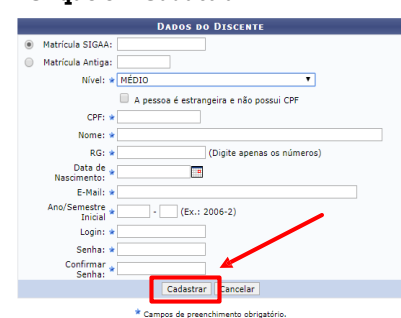 DADOS DO DISCENTE
Matrícula SIGAA:
Matrícula Antiga:
Nível: MÉDIO
A pessoa é estrangeira e não possui CPF
CPF:
Nome:
RG: (Digite apenas os números)
Data de Nascimento:
E-Mail:
Ano/Semestre Inicial - (Ex.: 2006-2)
Login:
Senha:
Confirmar Senha:
Cadastrar Cancelar
Campos de preenchimento obrigatório.